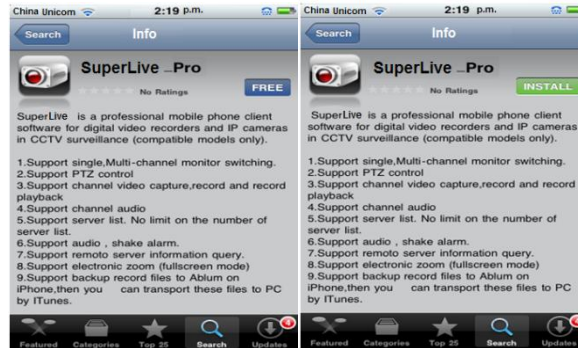 China Unicom 2:19 p.m.
Search Info
SuperLive _Pro
No Ratings
FREE
SuperLive is a professional mobile phone client
software for digital video recorders and IP cameras
in CCTV surveillance (compatible models only).
1.Support single,Multi-channel monitor switching.
2.Support PTZ control
3.Support channel video capture,record and record
playback
4.Support channel audio
5.Support server list. No limit on the number of
server list.
6.Support audio , shake alarm.
7.Support remoto server information query.
8.Support electronic zoom (fullscreen mode)
9.Support backup record files to Ablum on
iPhone,then you can transport these files to PC
by ITunes.
Featured Categories Top 25 Search Updates
4
China Unicom 2:19 p.m.
Search Info
SuperLive _Pro
No Ratings
INSTALL
SuperLive is a professional mobile phone client
software for digital video recorders and IP cameras
in CCTV surveillance (compatible models only).
1.Support single,Multi-channel monitor switching.
2.Support PTZ control
3.Support channel video capture,record and record
playback
4.Support channel audio
5.Support server list. No limit on the number of
server list.
6.Support audio , shake alarm.
7.Support remoto server information query.
8.Support electronic zoom (fullscreen mode)
9.Support backup record files to Ablum on
iPhone,then you can transport these files to PC
by ITunes.
Featured Categories Top 25 Search Updates
4